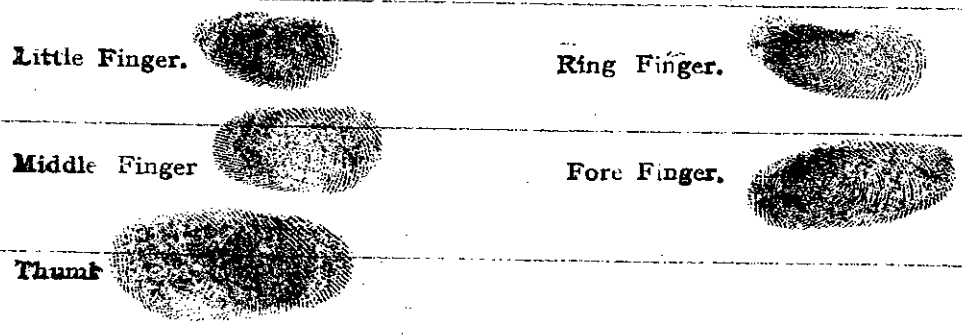 Little Finger.
Ring Finger.
Middle Finger
Fore Finger.
Thumb